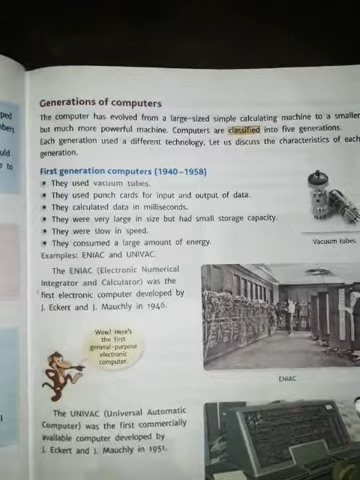 Generations of computers
The computer has evolved from a large-sized simple calculating machine to a smaller
but much more powerful machine. Computers are classified into five generations.
Each generation used a different technology. Let us discuss the characteristics of each
generation.
First generation computers (1940–1958)
They used vacuum tubes.
They used punch cards for input and output of data.
They calculated data in milliseconds.
They were very large in size but had small storage capacity.
They were slow in speed.
They consumed a large amount of energy.
Examples: ENIAC and UNIVAC.
Vacuum tubes
The ENIAC (Electronic Numerical
Integrator and Calculator) was the
first electronic computer developed by
J. Eckert and J. Mauchly in 1946.
Wow! Here's
the first
general-purpose
electronic
computer.
ENIAC
The UNIVAC (Universal Automatic
Computer) was the first commercially
available computer developed by
J. Eckert and J. Mauchly in 1951.